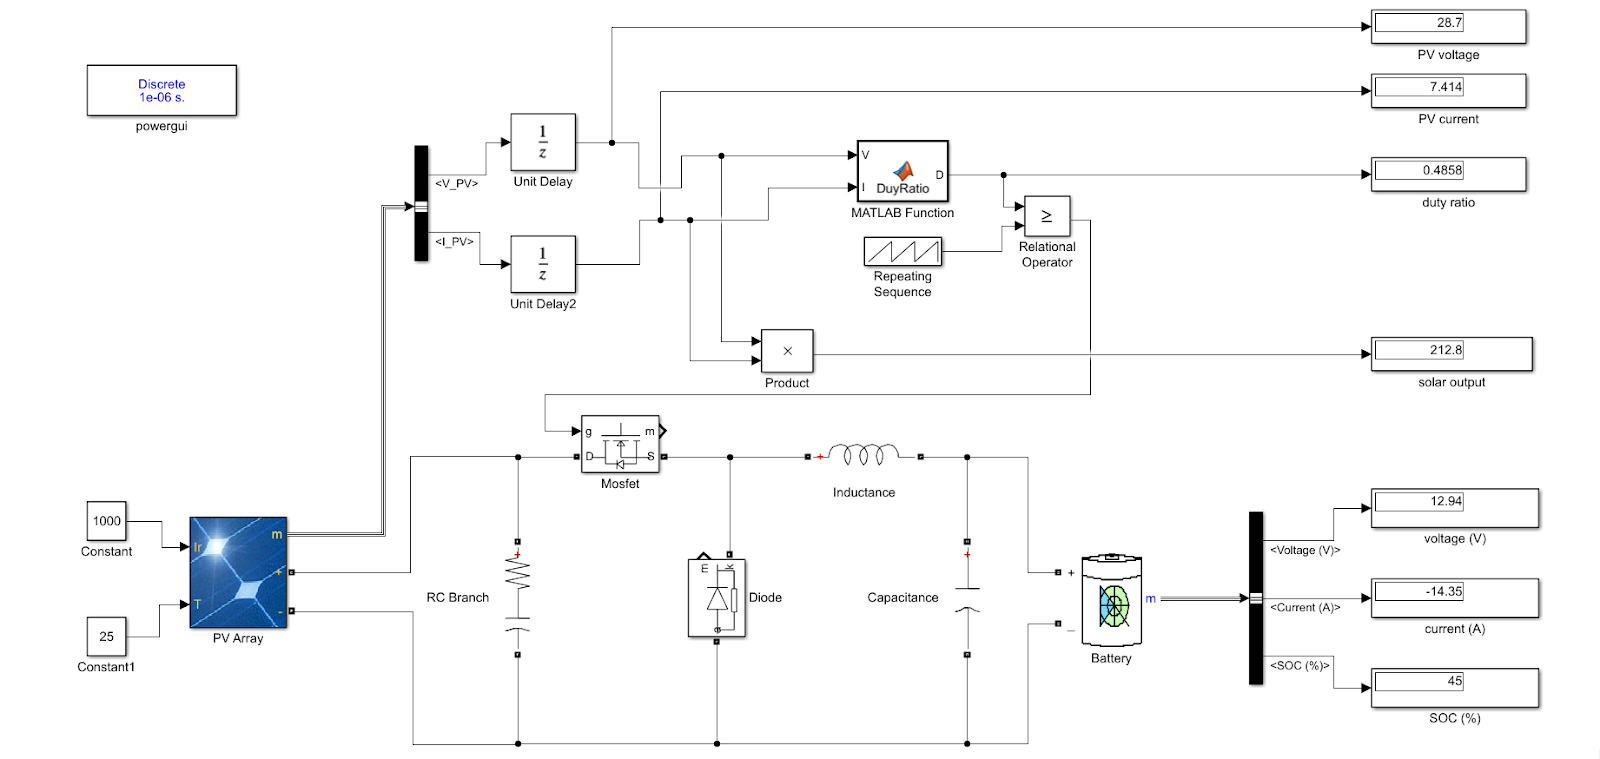 28.7
PV voltage
7.414
PV current
Discrete
1e-06 s.
powergui
1
z
Unit Delay
<V_PV>
V
I
D
DuyRatio
MATLAB Function
0.4858
duty ratio
≥
Relational
Operator
<I_PV>
1
z
Unit Delay2
Repeating
Sequence
×
Product
212.8
solar output
g
m
D
S
Mosfet
+
Inductance
1000
Constant
Ir
m
+
T
-
PV Array
25
Constant1
+
RC Branch
m
k
a
Diode
+
Capacitance
+
_
m
Battery
<Voltage (V)>
<Current (A)>
<SOC (%)>
12.94
voltage (V)
-14.35
current (A)
45
SOC (%)